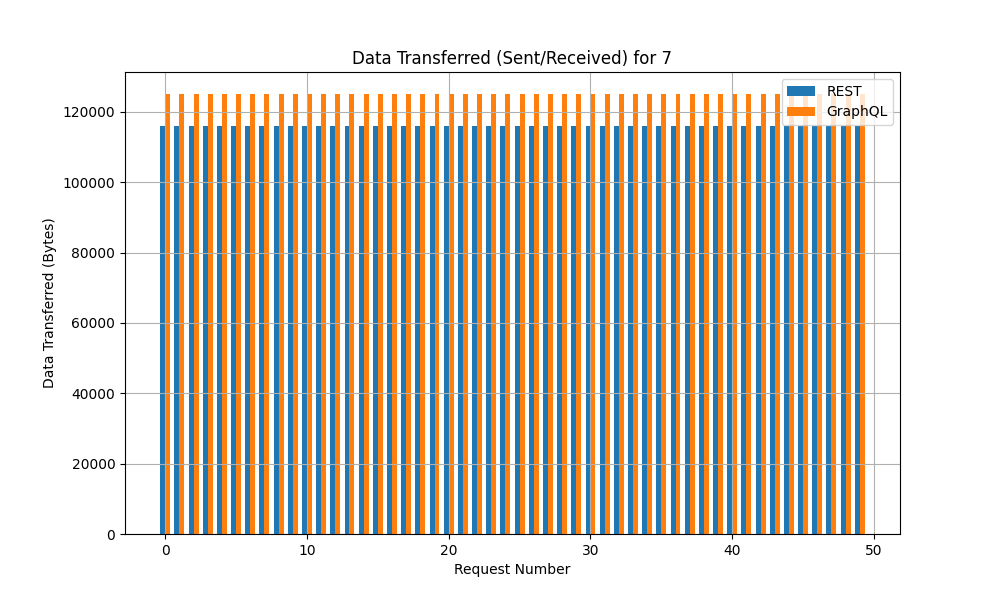 Data Transferred (Sent/Received) for 7
REST
GraphQL
Data Transferred (Bytes)
120000
100000
80000
60000
40000
20000
0
0 10 20 30 40 50
Request Number